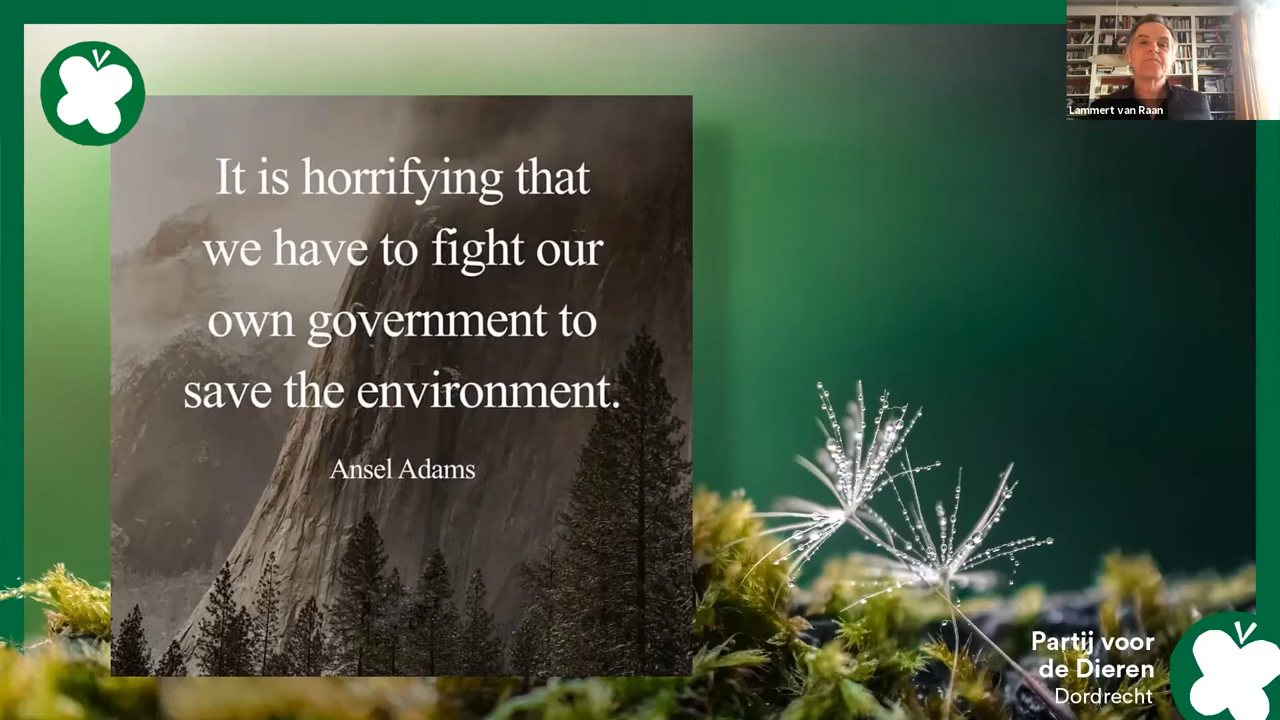 Lammert van Raan
It is horrifying that
we have to fight our
own government to
save the environment.
Ansel Adams
Partij voor
de Dieren
Dordrecht